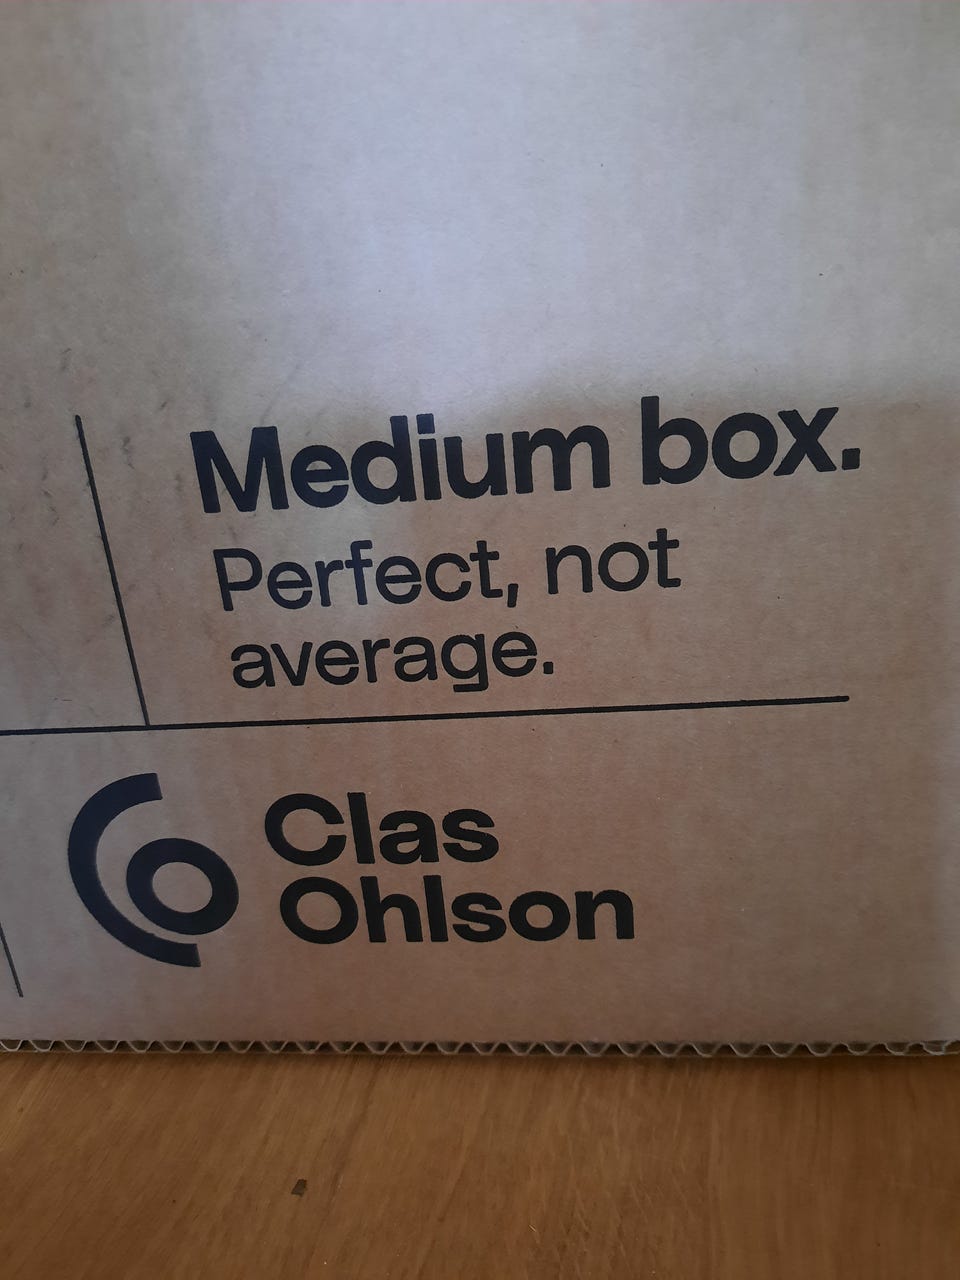 Medium box.
Perfect, not
average.
Clas
Ohlson